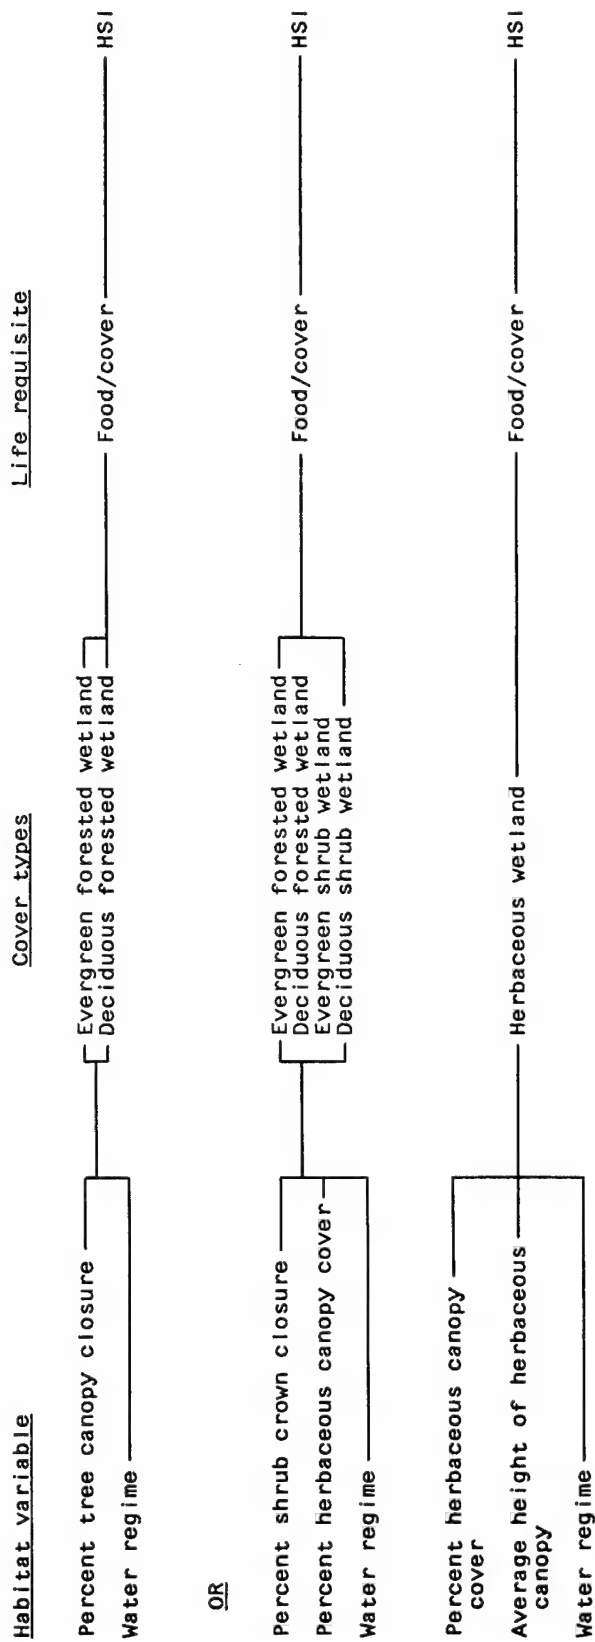 Habitat variable
Cover types
Life requisite
Percent tree canopy closure
Water regime
Evergreen forested wetland
Deciduous forested wetland
Food/cover
HSI
OR
Percent shrub crown closure
Percent herbaceous canopy cover
Water regime
Evergreen forested wetland
Deciduous forested wetland
Evergreen shrub wetland
Deciduous shrub wetland
Food/cover
HSI
Percent herbaceous canopy
cover
Average height of herbaceous
canopy
Water regime
Herbaceous wetland
Food/cover
HSI